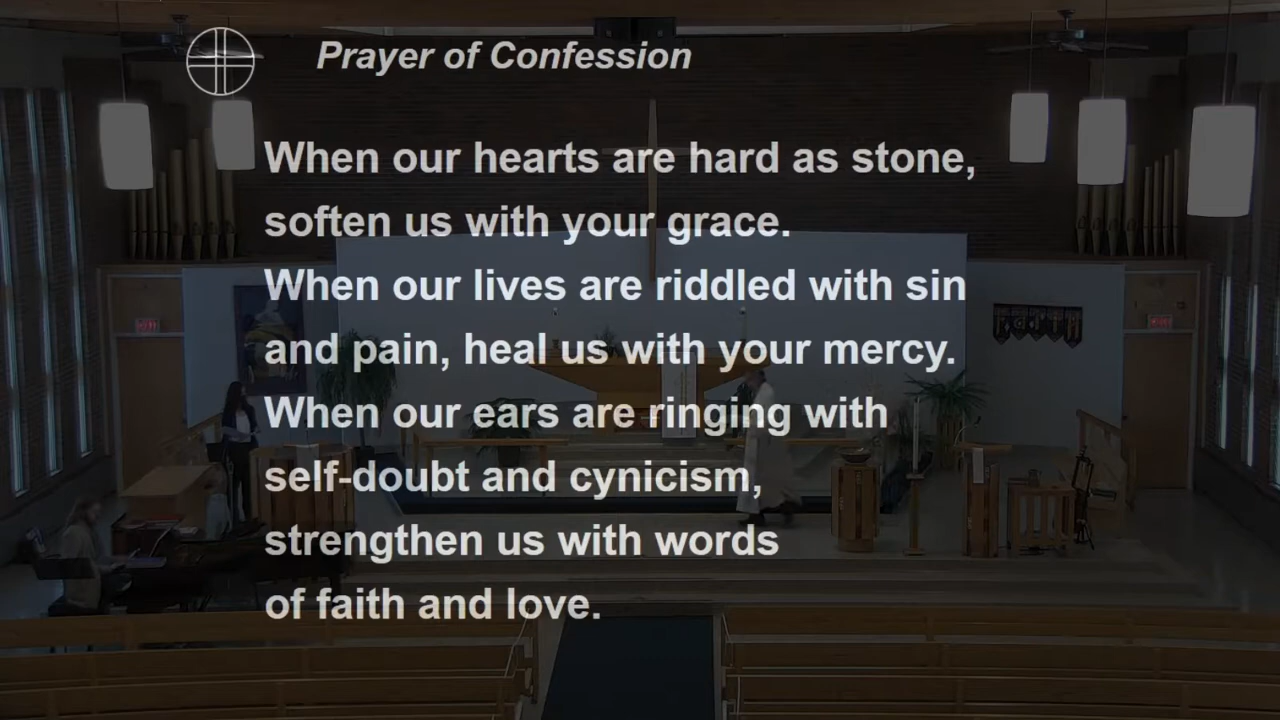 Prayer of Confession
When our hearts are hard as stone,
soften us with your grace.
When our lives are riddled with sin
and pain, heal us with your mercy.
When our ears are ringing with
self-doubt and cynicism,
strengthen us with words
of faith and love.